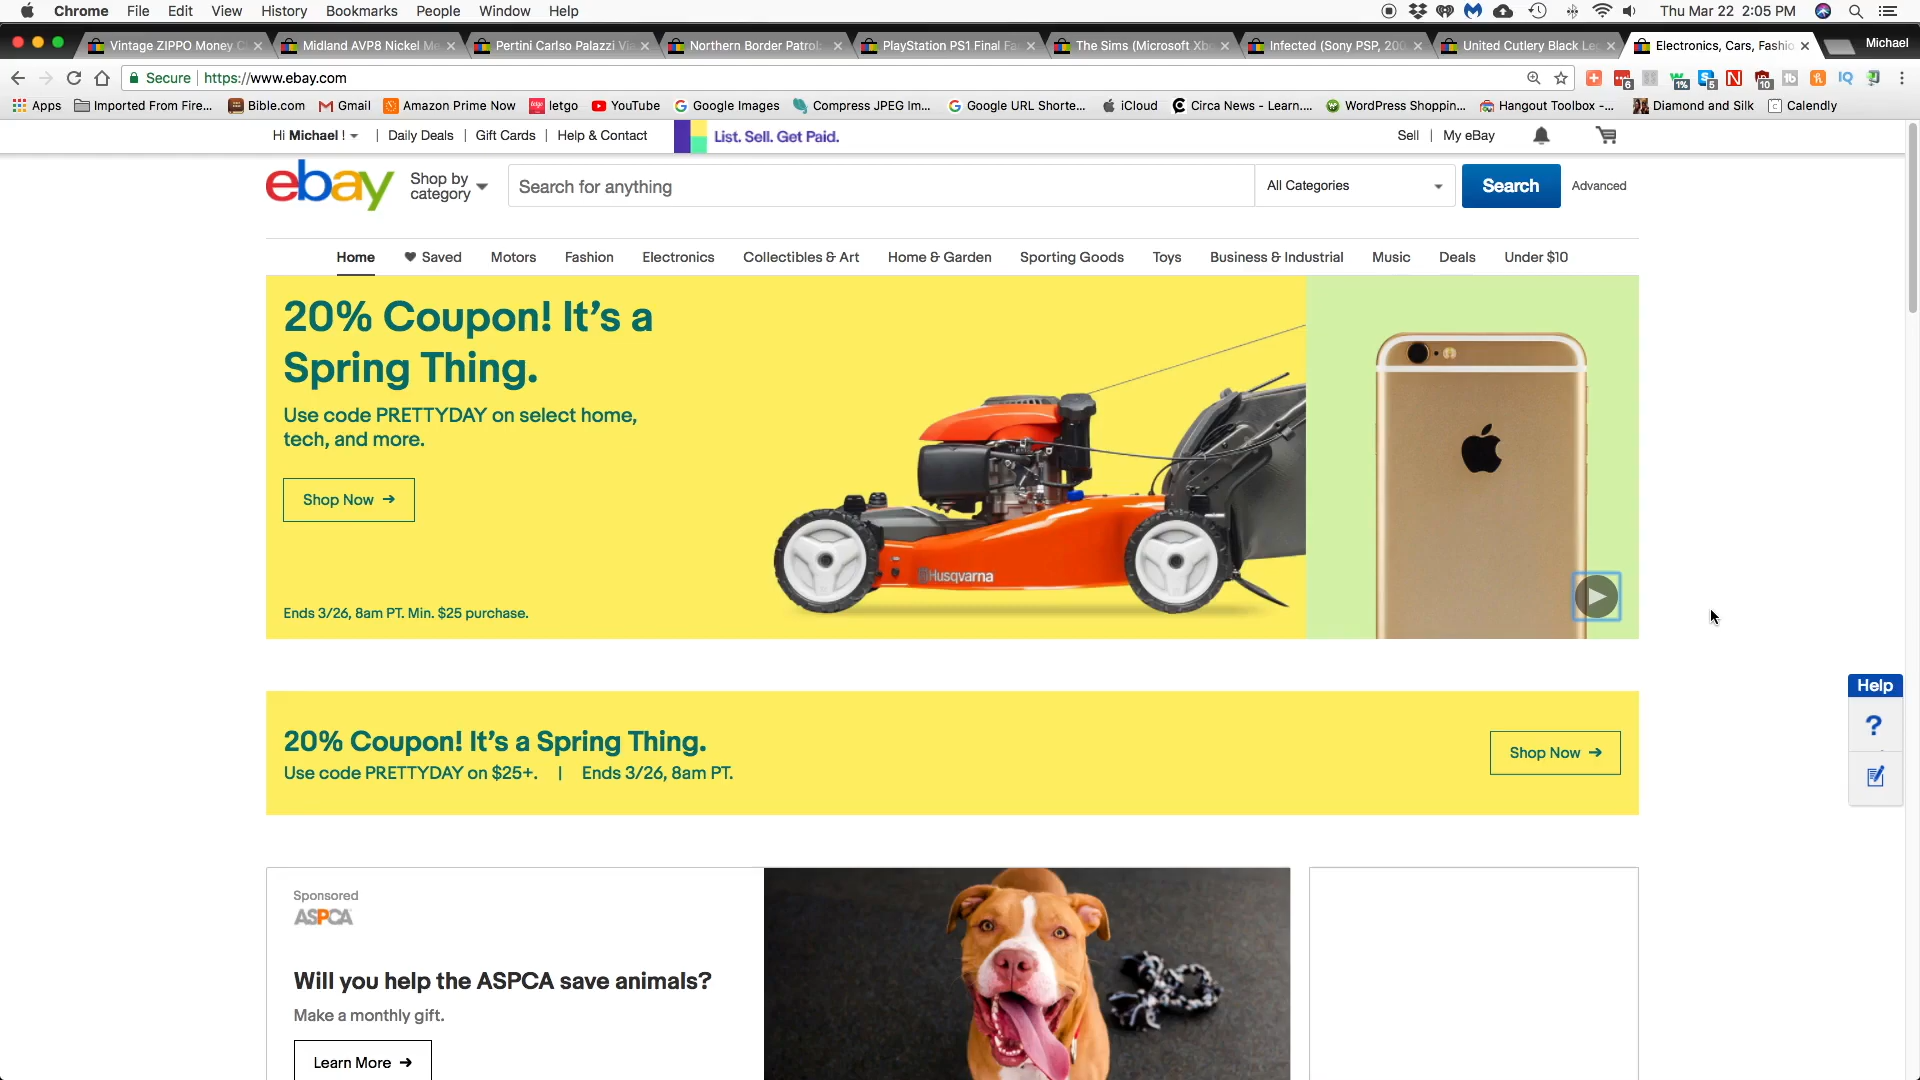 Chrome File Edit View History Bookmarks People Window Help Thu Mar 22 2:05 PM
Vintage ZIPPO Money Midland AVP8 Nickel Me Pertini Carlso Palazzi Northern Border Patrol PlayStation PS1 Final Fa The Sims (Microsoft Xbo Infected (Sony PSP, 200 United Cutlery Black Le Electronics, Cars, Fashio Michael
Secure https://www.ebay.com
Apps Imported From Fire... Bible.com Gmail Amazon Prime Now letgo YouTube Google Images Compress JPEG Im... Google URL Shorte... iCloud Circa News - Learn.... WordPress Shoppin... Hangout Toolbox -... Diamond and Silk Calendly
Hi Michael ! Daily Deals Gift Cards Help & Contact List. Sell. Get Paid. Sell My eBay
ebay Shop by category Search for anything All Categories Search Advanced
Home Saved Motors Fashion Electronics Collectibles & Art Home & Garden Sporting Goods Toys Business & Industrial Music Deals Under $10
20% Coupon! It's a
Spring Thing.
Use code PRETTYDAY on select home,
tech, and more.
Shop Now →
Husqvarna
Ends 3/26, 8am PT. Min. $25 purchase.
Help
?
20% Coupon! It's a Spring Thing.
Use code PRETTYDAY on $25+. | Ends 3/26, 8am PT.
Shop Now →
Sponsored
ASPCA
Will you help the ASPCA save animals?
Make a monthly gift.
Learn More →